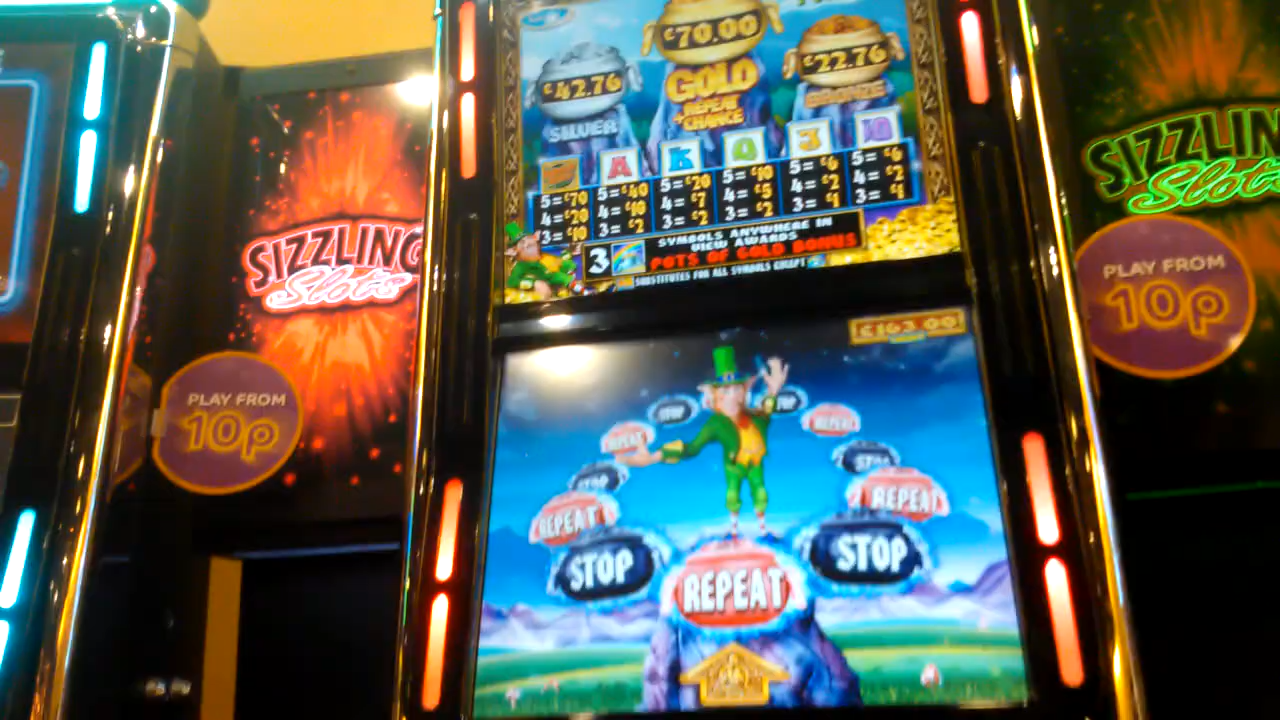 £70.00
£42.76
£22.76
GOLD
REPEAT
+CHANCE
SILVER
BRONZE
A K Q J 10
5=£70 5=£40 5=£20 5=£10 5=£6 5=£6
4=£20 4=£10 4=£7 4=£5 4=£2 4=£2
3=£10 3=£2 3=£2 3=£2 3=£1 3=£1
3 SYMBOLS ANYWHERE IN
VIEW AWARDS
POTS OF GOLD BONUS
SUBSTITUTES FOR ALL SYMBOLS EXCEPT
£163.00
STOP
STOP
REPEAT
REPEAT
STOP
STOP
REPEAT
REPEAT
STOP
STOP
REPEAT
SIZZLING
Slots
PLAY FROM
10p
SIZZLING
Slots
PLAY FROM
10p